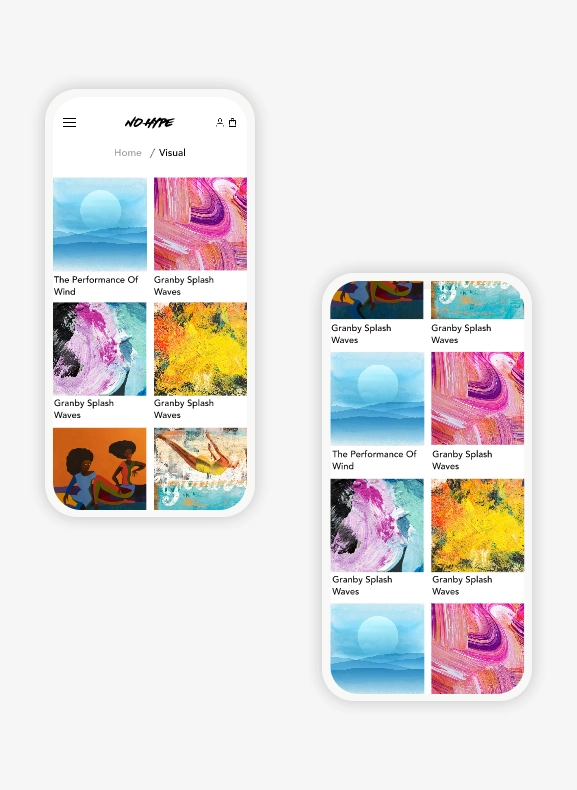 NO HYPE
Home / Visual
The Performance Of
Wind
Granby Splash
Waves
Granby Splash
Waves
Granby Splash
Waves
Granby Splash
Waves
Granby Splash
Waves
The Performance Of
Wind
Granby Splash
Waves
Granby Splash
Waves
Granby Splash
Waves